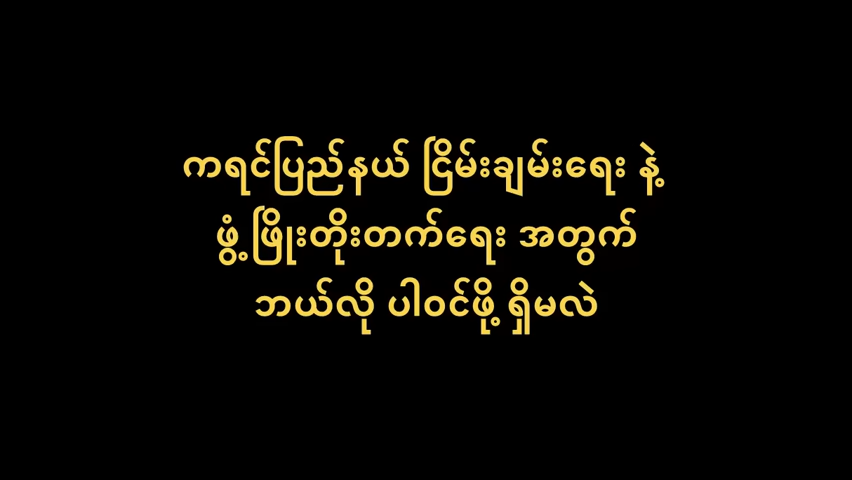 ကရင်ပြည်နယ် ငြိမ်းချမ်းရေး နဲ့
ဖွံ့ဖြိုးတိုးတက်ရေး အတွက်
ဘယ်လို ပါဝင်ဖို့ ရှိမလဲ